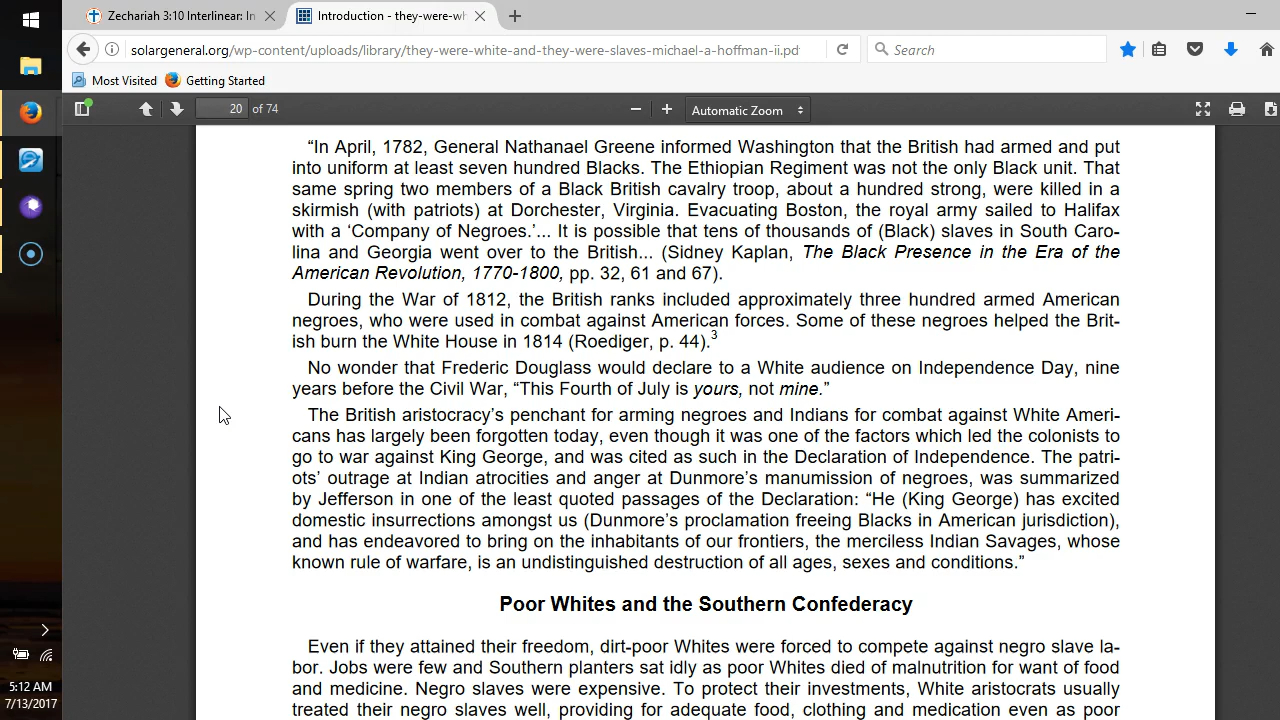 Zechariah 3:10 Interlinear: In
Introduction - they-were-wh
solargeneral.org/wp-content/uploads/library/they-were-white-and-they-were-slaves-michael-a-hoffman-ii.pd
Search
Most Visited
Getting Started
20 of 74
Automatic Zoom
“In April, 1782, General Nathanael Greene informed Washington that the British had armed and put
into uniform at least seven hundred Blacks. The Ethiopian Regiment was not the only Black unit. That
same spring two members of a Black British cavalry troop, about a hundred strong, were killed in a
skirmish (with patriots) at Dorchester, Virginia. Evacuating Boston, the royal army sailed to Halifax
with a ‘Company of Negroes.’... It is possible that tens of thousands of (Black) slaves in South Caro-
lina and Georgia went over to the British... (Sidney Kaplan, The Black Presence in the Era of the
American Revolution, 1770-1800, pp. 32, 61 and 67).
During the War of 1812, the British ranks included approximately three hundred armed American
negroes, who were used in combat against American forces. Some of these negroes helped the Brit-
ish burn the White House in 1814 (Roediger, p. 44).3
No wonder that Frederic Douglass would declare to a White audience on Independence Day, nine
years before the Civil War, “This Fourth of July is yours, not mine.”
The British aristocracy’s penchant for arming negroes and Indians for combat against White Ameri-
cans has largely been forgotten today, even though it was one of the factors which led the colonists to
go to war against King George, and was cited as such in the Declaration of Independence. The patri-
ots’ outrage at Indian atrocities and anger at Dunmore’s manumission of negroes, was summarized
by Jefferson in one of the least quoted passages of the Declaration: “He (King George) has excited
domestic insurrections amongst us (Dunmore’s proclamation freeing Blacks in American jurisdiction),
and has endeavored to bring on the inhabitants of our frontiers, the merciless Indian Savages, whose
known rule of warfare, is an undistinguished destruction of all ages, sexes and conditions.”
Poor Whites and the Southern Confederacy
Even if they attained their freedom, dirt-poor Whites were forced to compete against negro slave la-
bor. Jobs were few and Southern planters sat idly as poor Whites died of malnutrition for want of food
and medicine. Negro slaves were expensive. To protect their investments, White aristocrats usually
treated their negro slaves well, providing for adequate food, clothing and medication even as poor
5:12 AM
7/13/2017